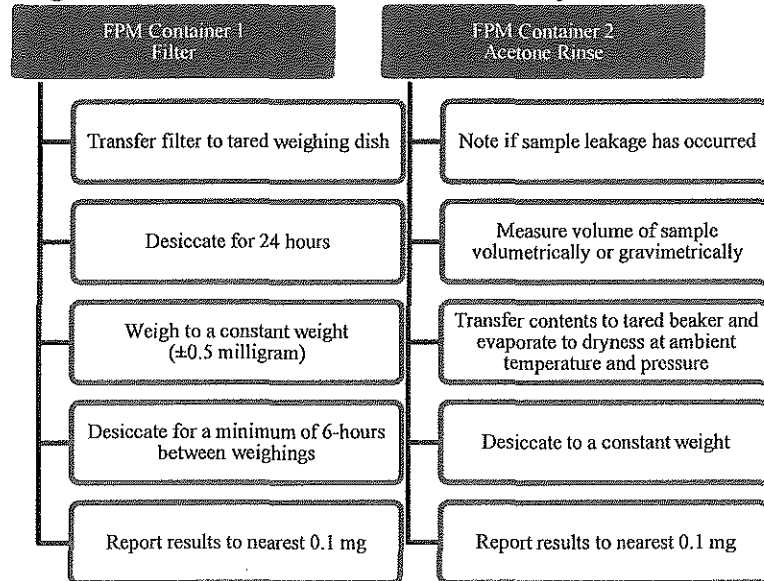 FPM Container 1
Filter
Transfer filter to tared weighing dish
Desiccate for 24 hours
Weigh to a constant weight
(±0.5 milligram)
Desiccate for a minimum of 6-hours
between weighings
Report results to nearest 0.1 mg
FPM Container 2
Acetone Rinse
Note if sample leakage has occurred
Measure volume of sample
volumetrically or gravimetrically
Transfer contents to tared beaker and
evaporate to dryness at ambient
temperature and pressure
Desiccate to a constant weight
Report results to nearest 0.1 mg